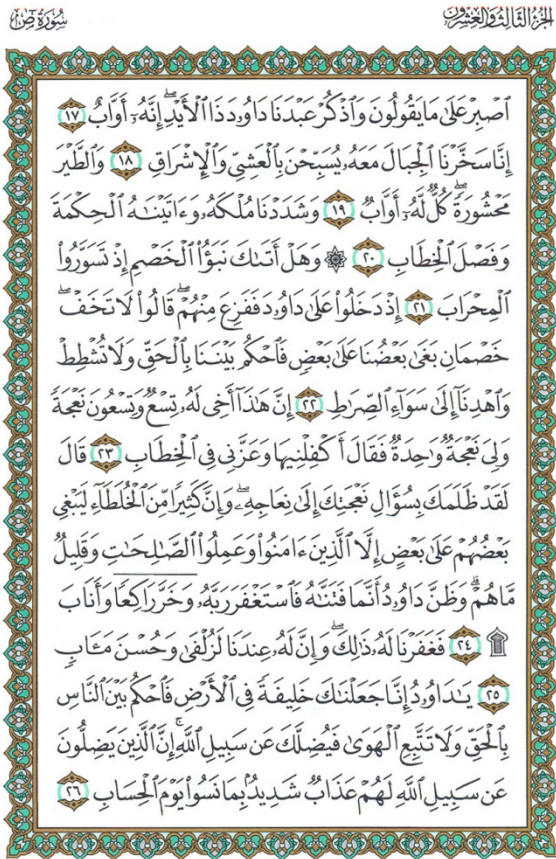 الجزء الثالث والعشرون
سورة ص
ٱصۡبِرۡ عَلَىٰ مَا يَقُولُونَ وَٱذۡكُرۡ عَبۡدَنَا دَاوُۥدَ ذَا ٱلۡأَيۡدِۖ إِنَّهُۥٓ أَوَّابٌ ١٧
إِنَّا سَخَّرۡنَا ٱلۡجِبَالَ مَعَهُۥ يُسَبِّحۡنَ بِٱلۡعَشِيِّ وَٱلۡإِشۡرَاقِ ١٨ وَٱلطَّيۡرَ
مَحۡشُورَةٗۖ كُلّٞ لَّهُۥٓ أَوَّابٞ ١٩ وَشَدَدۡنَا مُلۡكَهُۥ وَءَاتَيۡنَٰهُ ٱلۡحِكۡمَةَ
وَفَصۡلَ ٱلۡخِطَابِ ٢٠ ۞ وَهَلۡ أَتَىٰكَ نَبَؤُاْ ٱلۡخَصۡمِ إِذۡ تَسَوَّرُواْ
ٱلۡمِحۡرَابَ ٢١ إِذۡ دَخَلُواْ عَلَىٰ دَاوُۥدَ فَفَزِعَ مِنۡهُمۡۖ قَالُواْ لَا تَخَفۡۖ
خَصۡمَانِ بَغَىٰ بَعۡضُنَا عَلَىٰ بَعۡضٖ فَٱحۡكُم بَيۡنَنَا بِٱلۡحَقِّ وَلَا تُشۡطِطۡ
وَٱهۡدِنَآ إِلَىٰ سَوَآءِ ٱلصِّرَٰطِ ٢٢ إِنَّ هَٰذَآ أَخِي لَهُۥ تِسۡعٞ وَتِسۡعُونَ نَعۡجَةٗ
وَلِيَ نَعۡجَةٞ وَٰحِدَةٞ فَقَالَ أَكۡفِلۡنِيهَا وَعَزَّنِي فِي ٱلۡخِطَابِ ٢٣ قَالَ
لَقَدۡ ظَلَمَكَ بِسُؤَالِ نَعۡجَتِكَ إِلَىٰ نِعَاجِهِۦۖ وَإِنَّ كَثِيرٗا مِّنَ ٱلۡخُلَطَآءِ لَيَبۡغِي
بَعۡضُهُمۡ عَلَىٰ بَعۡضٍ إِلَّا ٱلَّذِينَ ءَامَنُواْ وَعَمِلُواْ ٱلصَّٰلِحَٰتِ وَقَلِيلٞ
مَّا هُمۡۗ وَظَنَّ دَاوُۥدُ أَنَّمَا فَتَنَّٰهُ فَٱسۡتَغۡفَرَ رَبَّهُۥ وَخَرَّۤ رَاكِعٗاۤ وَأَنَابَ
۩ ٢٤ فَغَفَرۡنَا لَهُۥ ذَٰلِكَۖ وَإِنَّ لَهُۥ عِندَنَا لَزُلۡفَىٰ وَحُسۡنَ مَـَٔابٖ
٢٥ يَٰدَاوُۥدُ إِنَّا جَعَلۡنَٰكَ خَلِيفَةٗ فِي ٱلۡأَرۡضِ فَٱحۡكُم بَيۡنَ ٱلنَّاسِ
بِٱلۡحَقِّ وَلَا تَتَّبِعِ ٱلۡهَوَىٰ فَيُضِلَّكَ عَن سَبِيلِ ٱللَّهِۚ إِنَّ ٱلَّذِينَ يَضِلُّونَ
عَن سَبِيلِ ٱللَّهِ لَهُمۡ عَذَابٞ شَدِيدُۢ بِمَا نَسُواْ يَوۡمَ ٱلۡحِسَابِ ٢٦